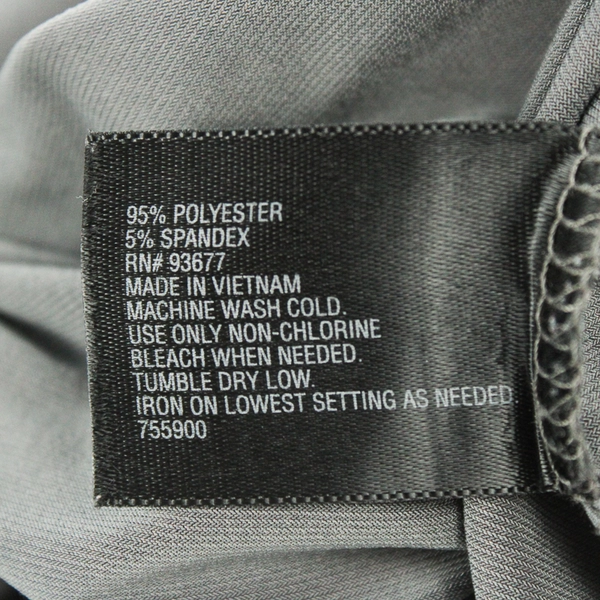 95% POLYESTER
5% SPANDEX
RN# 93677
MADE IN VIETNAM
MACHINE WASH COLD.
USE ONLY NON-CHLORINE
BLEACH WHEN NEEDED.
TUMBLE DRY LOW.
IRON ON LOWEST SETTING AS NEEDED
755900